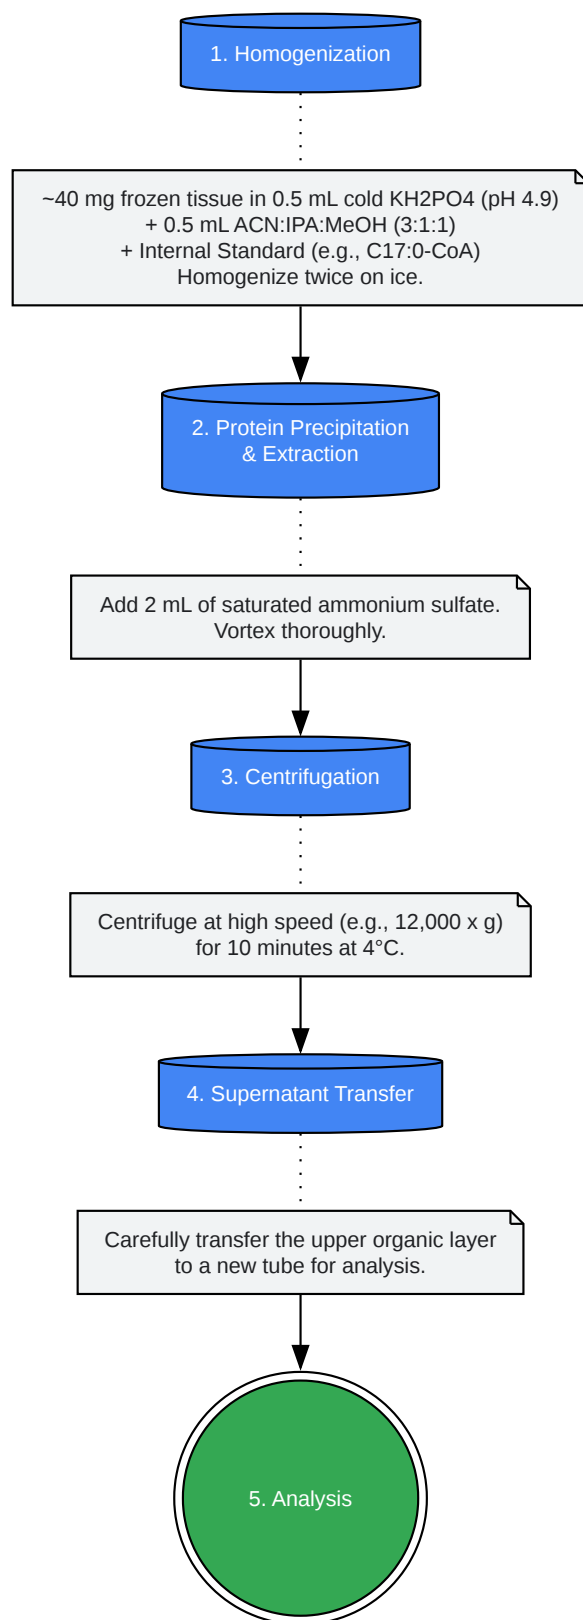 1. Homogenization
~40 mg frozen tissue in 0.5 mL cold KH2PO4 (pH 4.9)
+ 0.5 mL ACN:IPA:MeOH (3:1:1)
+ Internal Standard (e.g., C17:0-CoA)
Homogenize twice on ice.
2. Protein Precipitation
& Extraction
Add 2 mL of saturated ammonium sulfate.
Vortex thoroughly.
3. Centrifugation
Centrifuge at high speed (e.g., 12,000 x g)
for 10 minutes at 4°C.
4. Supernatant Transfer
Carefully transfer the upper organic layer
to a new tube for analysis.
5. Analysis